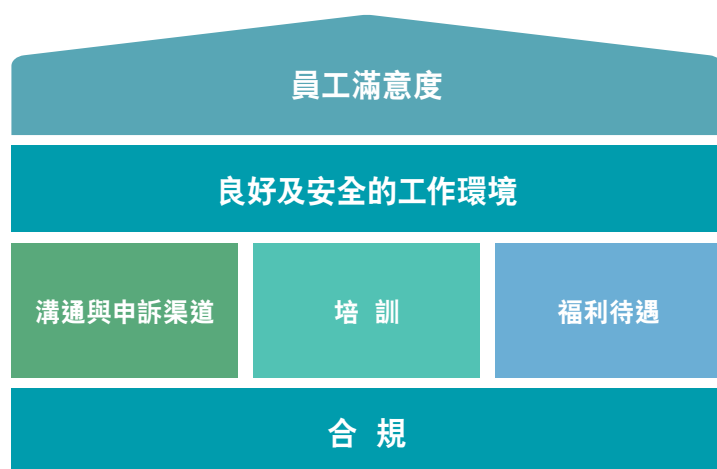 員工滿意度
良好及安全的工作環境
溝通與申訴渠道
培 訓
福利待遇
合 規